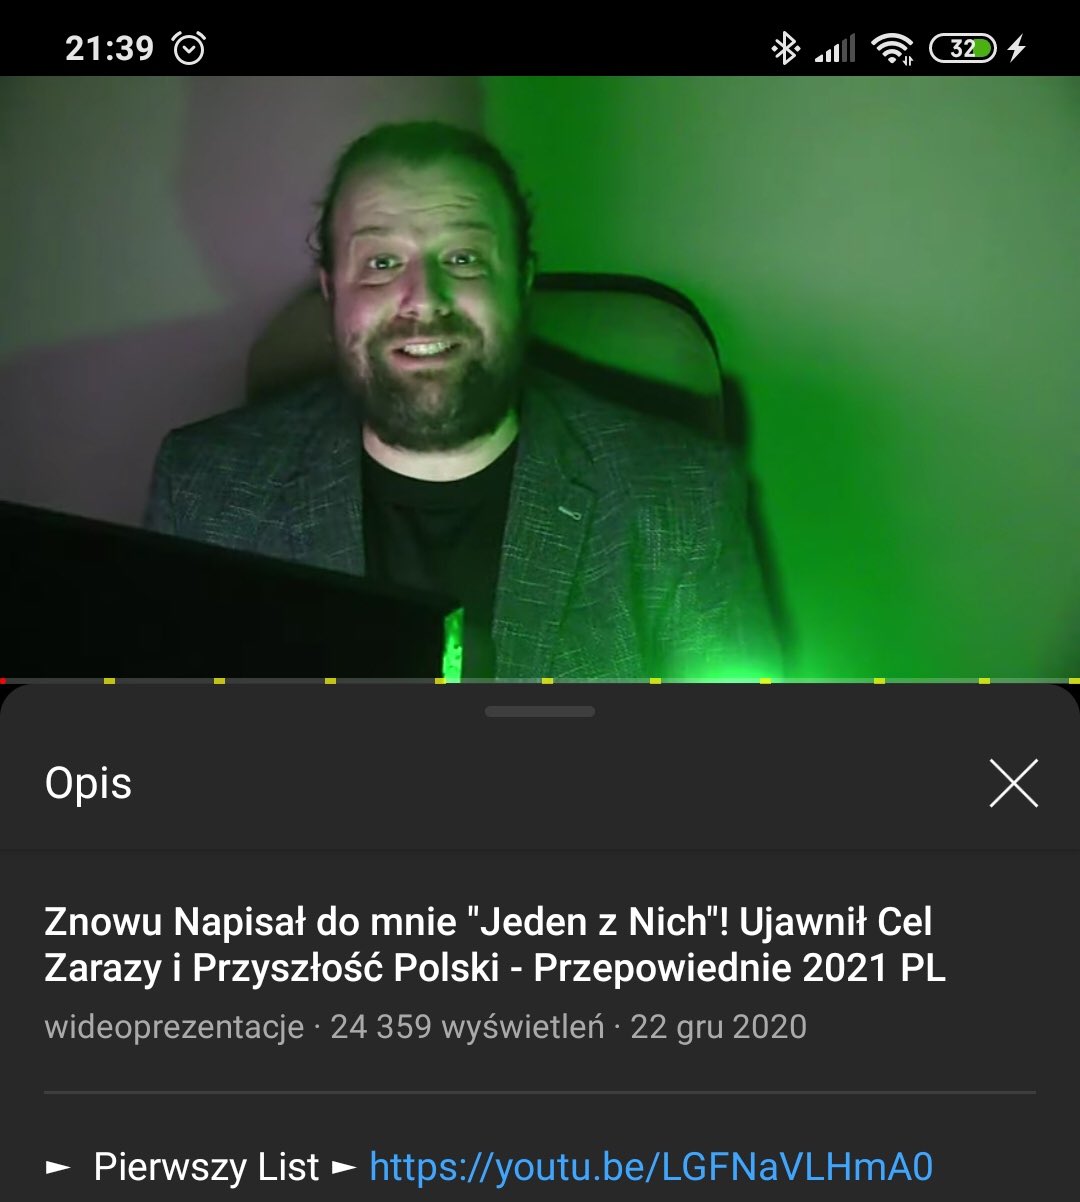 21:39
32
Opis
Znowu Napisał do mnie "Jeden z Nich"! Ujawnił Cel
Zarazy i Przyszłość Polski - Przepowiednie 2021 PL
wideoprezentacje · 24 359 wyświetleń · 22 gru 2020
► Pierwszy List ► https://youtu.be/LGFNaVLHmA0